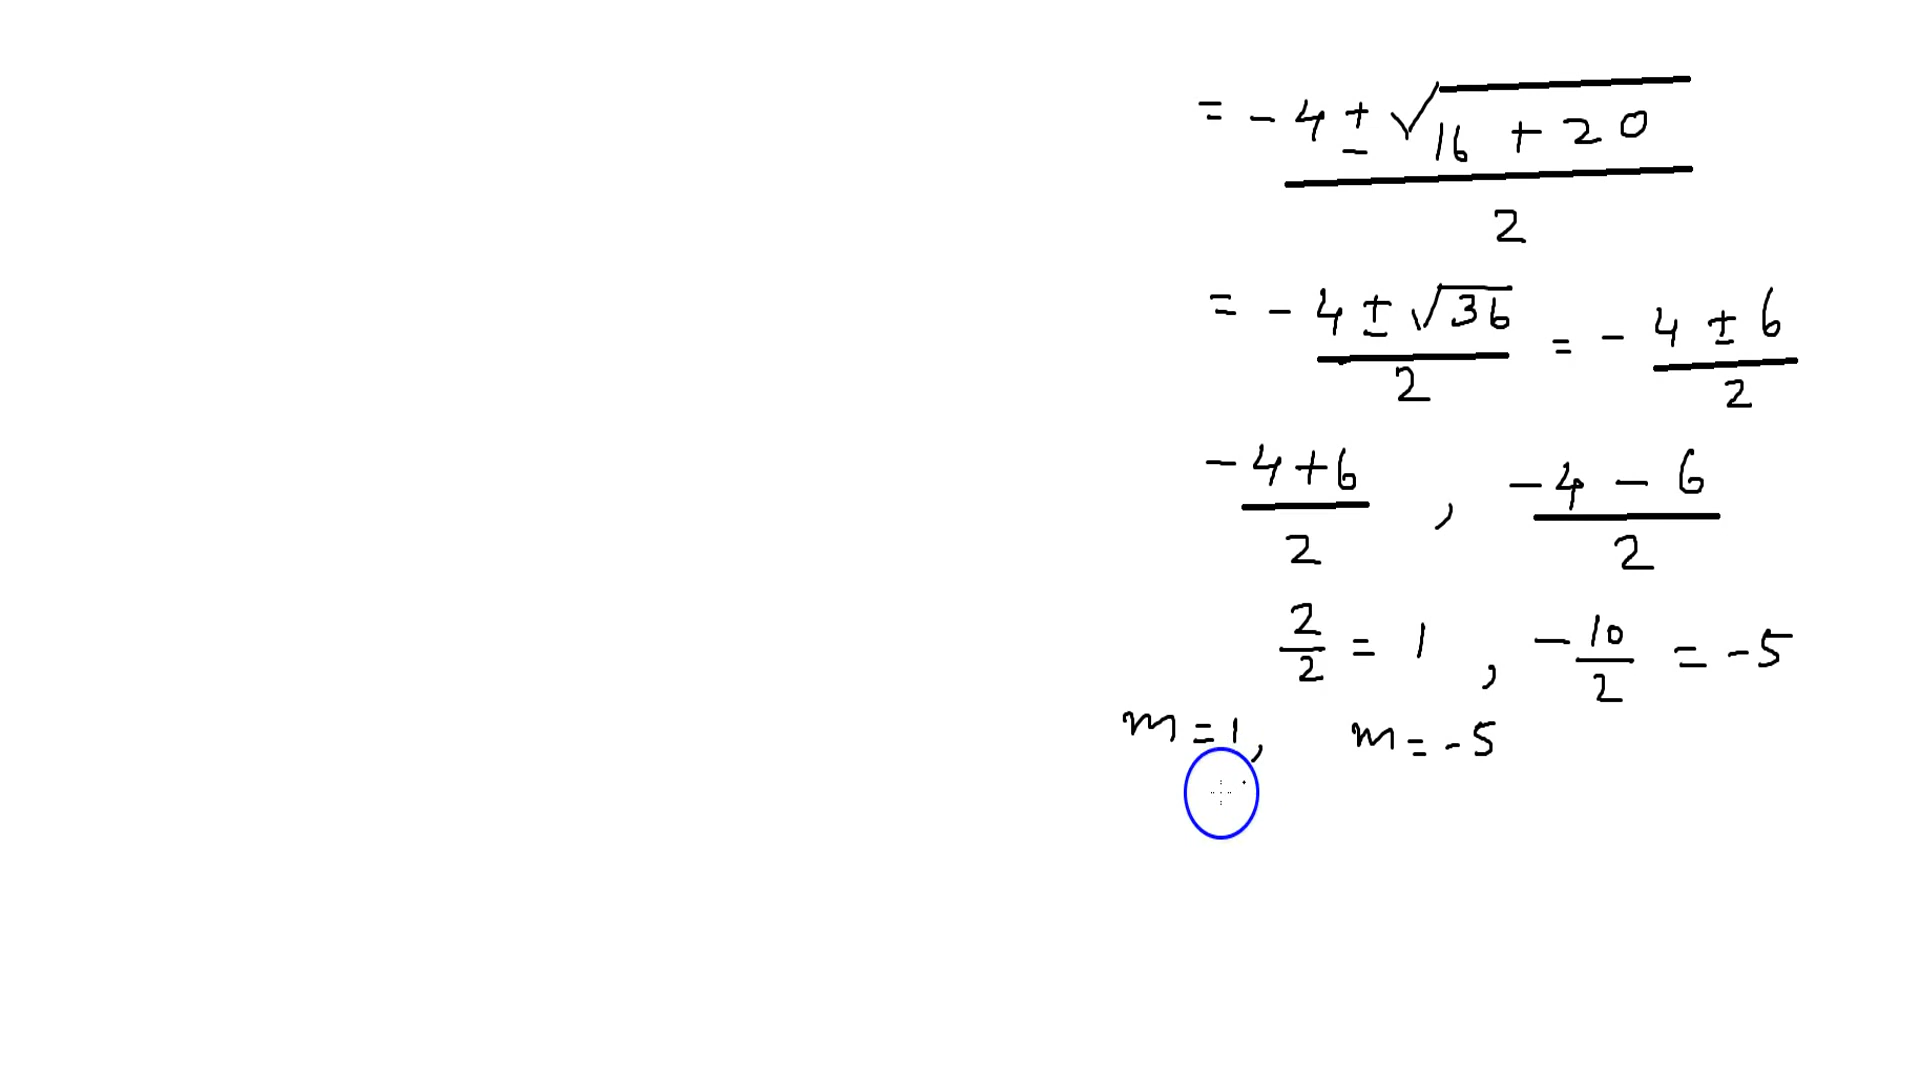 = -4 ± √16 + 20
2
= -4 ± √36 / 2 = -4 ± 6 / 2
-4+6 / 2 , -4 - 6 / 2
2/2 = 1 , -10/2 = -5
m = 1, m = -5